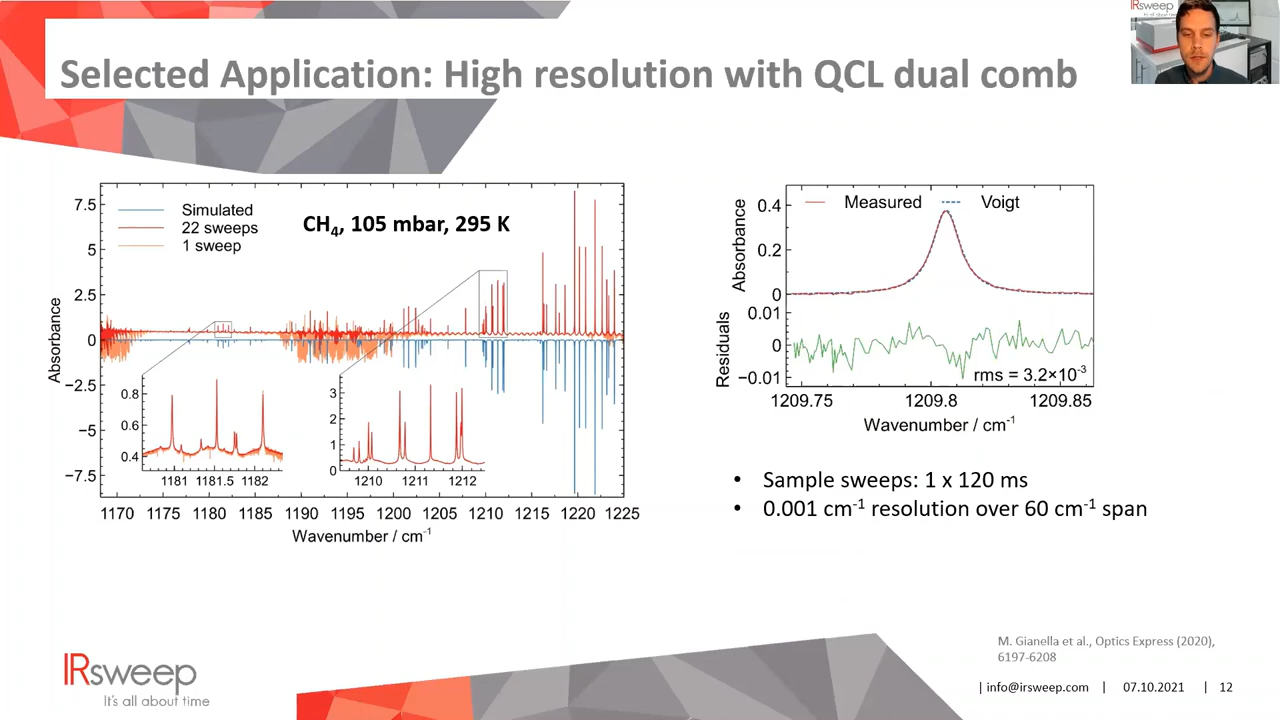 Selected Application: High resolution with QCL dual comb
IRsweep
7.5
5
2.5
0
−2.5
−5
−7.5
Absorbance
Simulated
22 sweeps
1 sweep
CH4, 105 mbar, 295 K
0.8
0.6
0.4
1181 1181.5 1182
3
2
1
0
1210 1211 1212
1170 1175 1180 1185 1190 1195 1200 1205 1210 1215 1220 1225
Wavenumber / cm-1
0.4
0.2
0
Absorbance
Measured Voigt
0.01
0
−0.01
Residuals
rms = 3.2×10-3
1209.75 1209.8 1209.85
Wavenumber / cm-1
• Sample sweeps: 1 x 120 ms
• 0.001 cm-1 resolution over 60 cm-1 span
M. Gianella et al., Optics Express (2020),
6197-6208
IRsweep
It's all about time
| info@irsweep.com | 07.10.2021 | 12